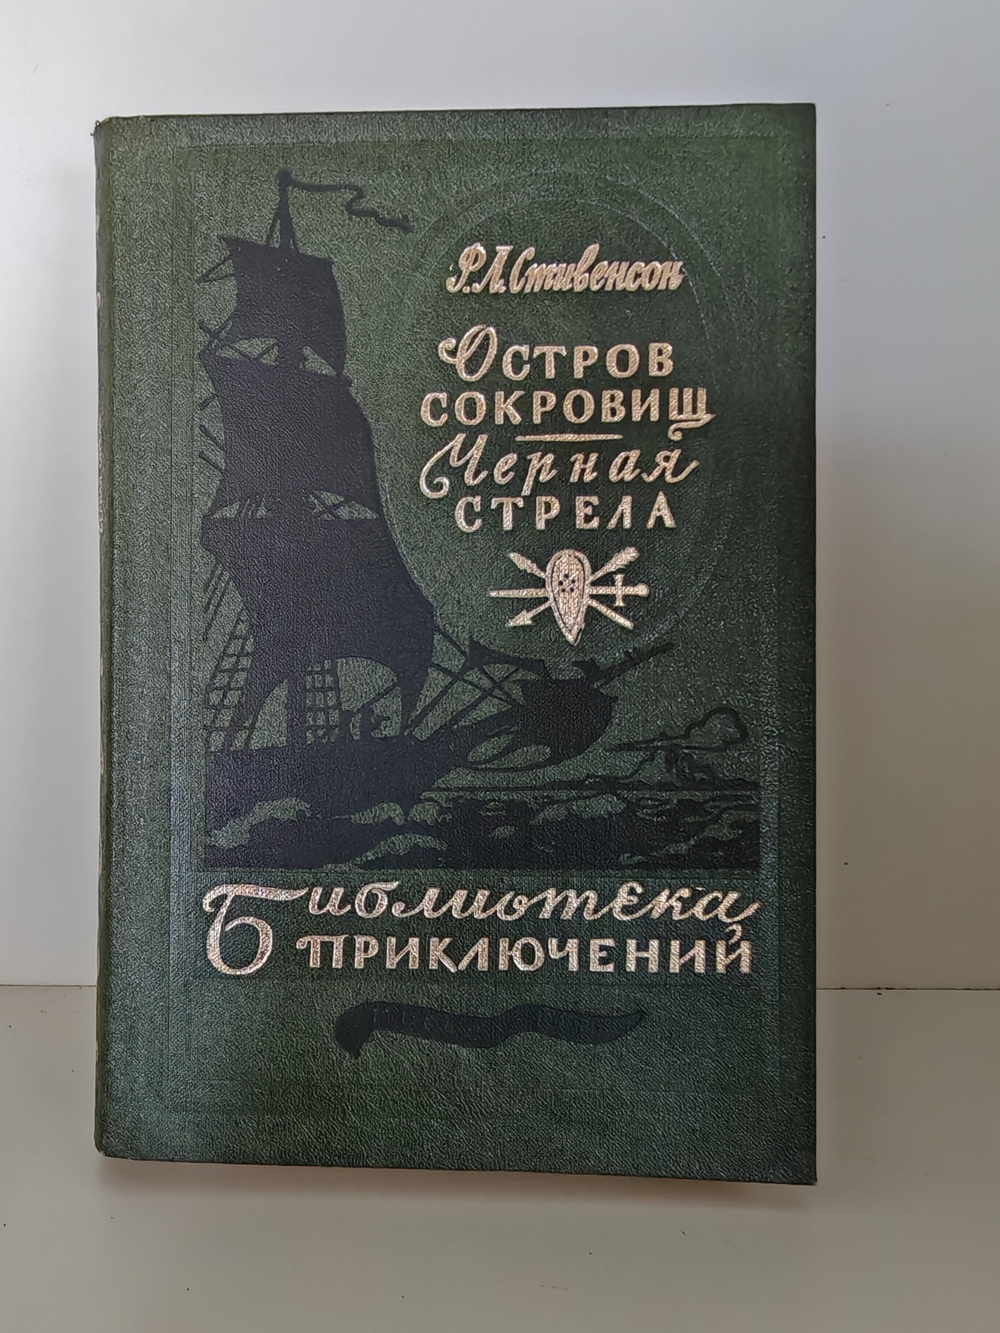 Р.Л.Стивенсон
Остров
сокровищ
Черная
стрела
Библиотека
приключений